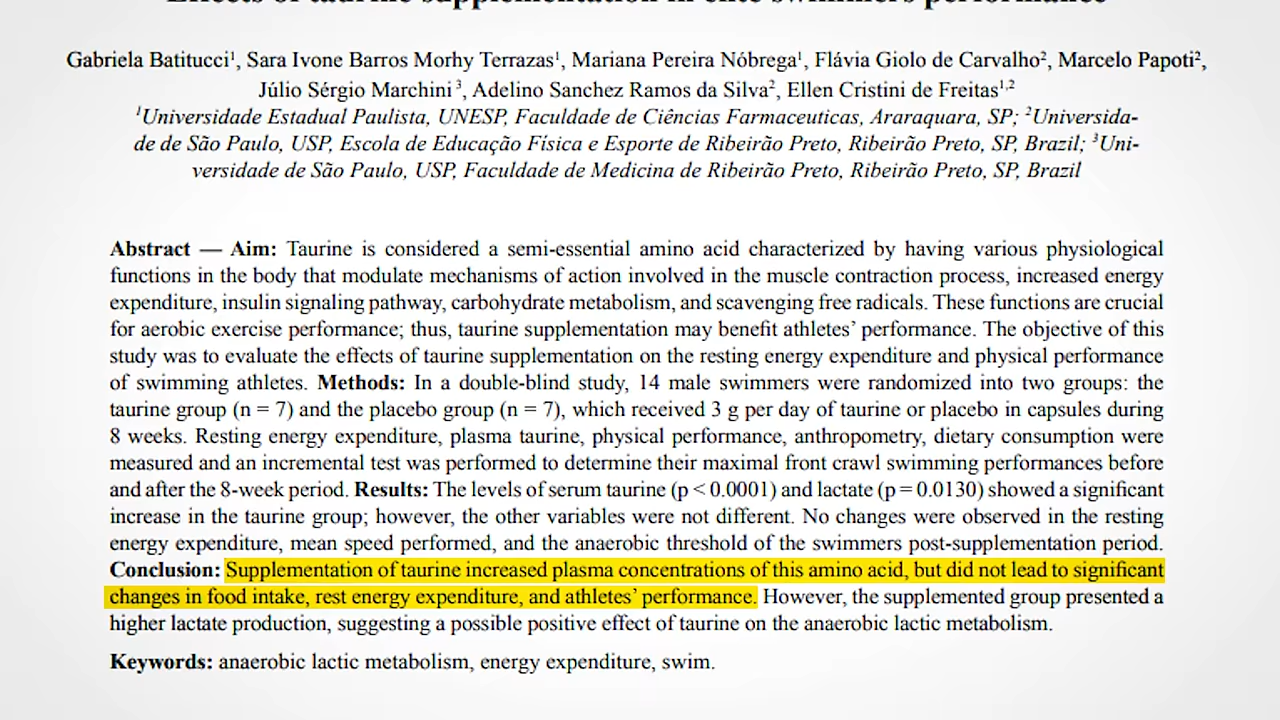 Effects of taurine supplementation in elite swimmers performance
Gabriela Batitucci¹, Sara Ivone Barros Morhy Terrazas¹, Mariana Pereira Nóbrega¹, Flávia Giolo de Carvalho², Marcelo Papoti²,
Júlio Sérgio Marchini ³, Adelino Sanchez Ramos da Silva², Ellen Cristini de Freitas¹·²
¹Universidade Estadual Paulista, UNESP, Faculdade de Ciências Farmaceuticas, Araraquara, SP; ²Universida-
de de São Paulo, USP, Escola de Educação Física e Esporte de Ribeirão Preto, Ribeirão Preto, SP, Brazil; ³Uni-
versidade de São Paulo, USP, Faculdade de Medicina de Ribeirão Preto, Ribeirão Preto, SP, Brazil
Abstract — Aim: Taurine is considered a semi-essential amino acid characterized by having various physiological
functions in the body that modulate mechanisms of action involved in the muscle contraction process, increased energy
expenditure, insulin signaling pathway, carbohydrate metabolism, and scavenging free radicals. These functions are crucial
for aerobic exercise performance; thus, taurine supplementation may benefit athletes' performance. The objective of this
study was to evaluate the effects of taurine supplementation on the resting energy expenditure and physical performance
of swimming athletes. Methods: In a double-blind study, 14 male swimmers were randomized into two groups: the
taurine group (n = 7) and the placebo group (n = 7), which received 3 g per day of taurine or placebo in capsules during
8 weeks. Resting energy expenditure, plasma taurine, physical performance, anthropometry, dietary consumption were
measured and an incremental test was performed to determine their maximal front crawl swimming performances before
and after the 8-week period. Results: The levels of serum taurine (p < 0.0001) and lactate (p = 0.0130) showed a significant
increase in the taurine group; however, the other variables were not different. No changes were observed in the resting
energy expenditure, mean speed performed, and the anaerobic threshold of the swimmers post-supplementation period.
Conclusion: Supplementation of taurine increased plasma concentrations of this amino acid, but did not lead to significant
changes in food intake, rest energy expenditure, and athletes' performance. However, the supplemented group presented a
higher lactate production, suggesting a possible positive effect of taurine on the anaerobic lactic metabolism.
Keywords: anaerobic lactic metabolism, energy expenditure, swim.